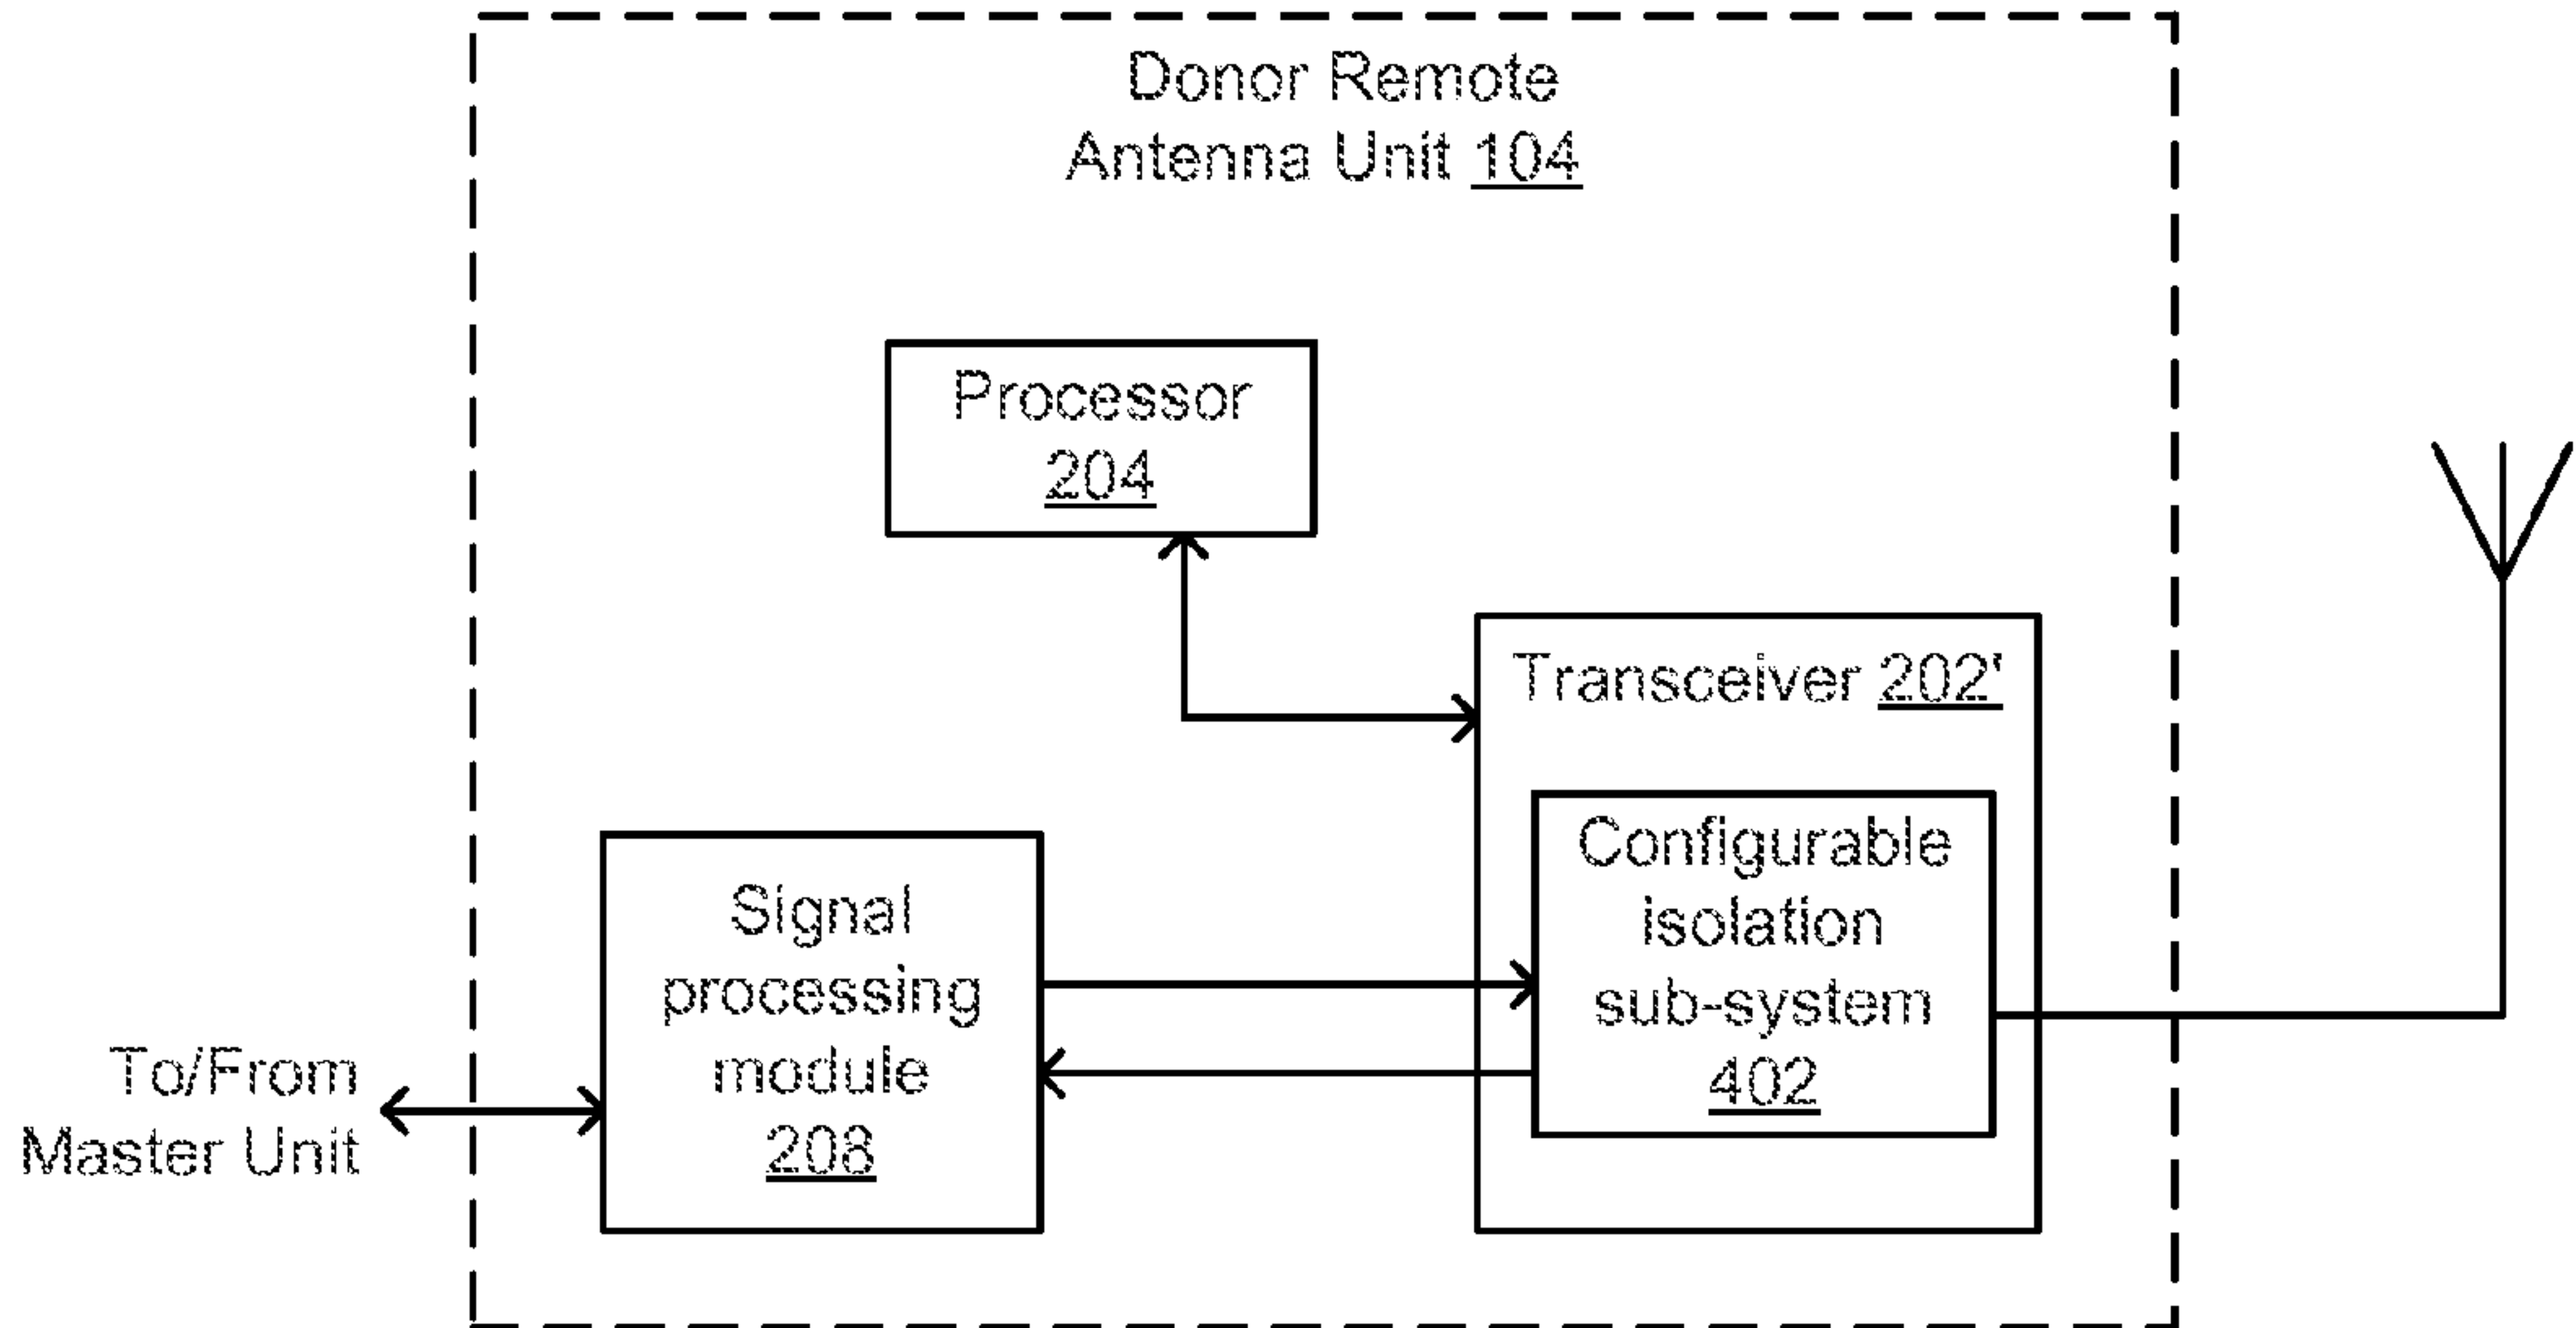 Donor Remote
Antenna Unit 104
Processor
204
Transceiver 202'
Configurable
isolation
sub-system
402
Signal
processing
module
208
To/From
Master Unit